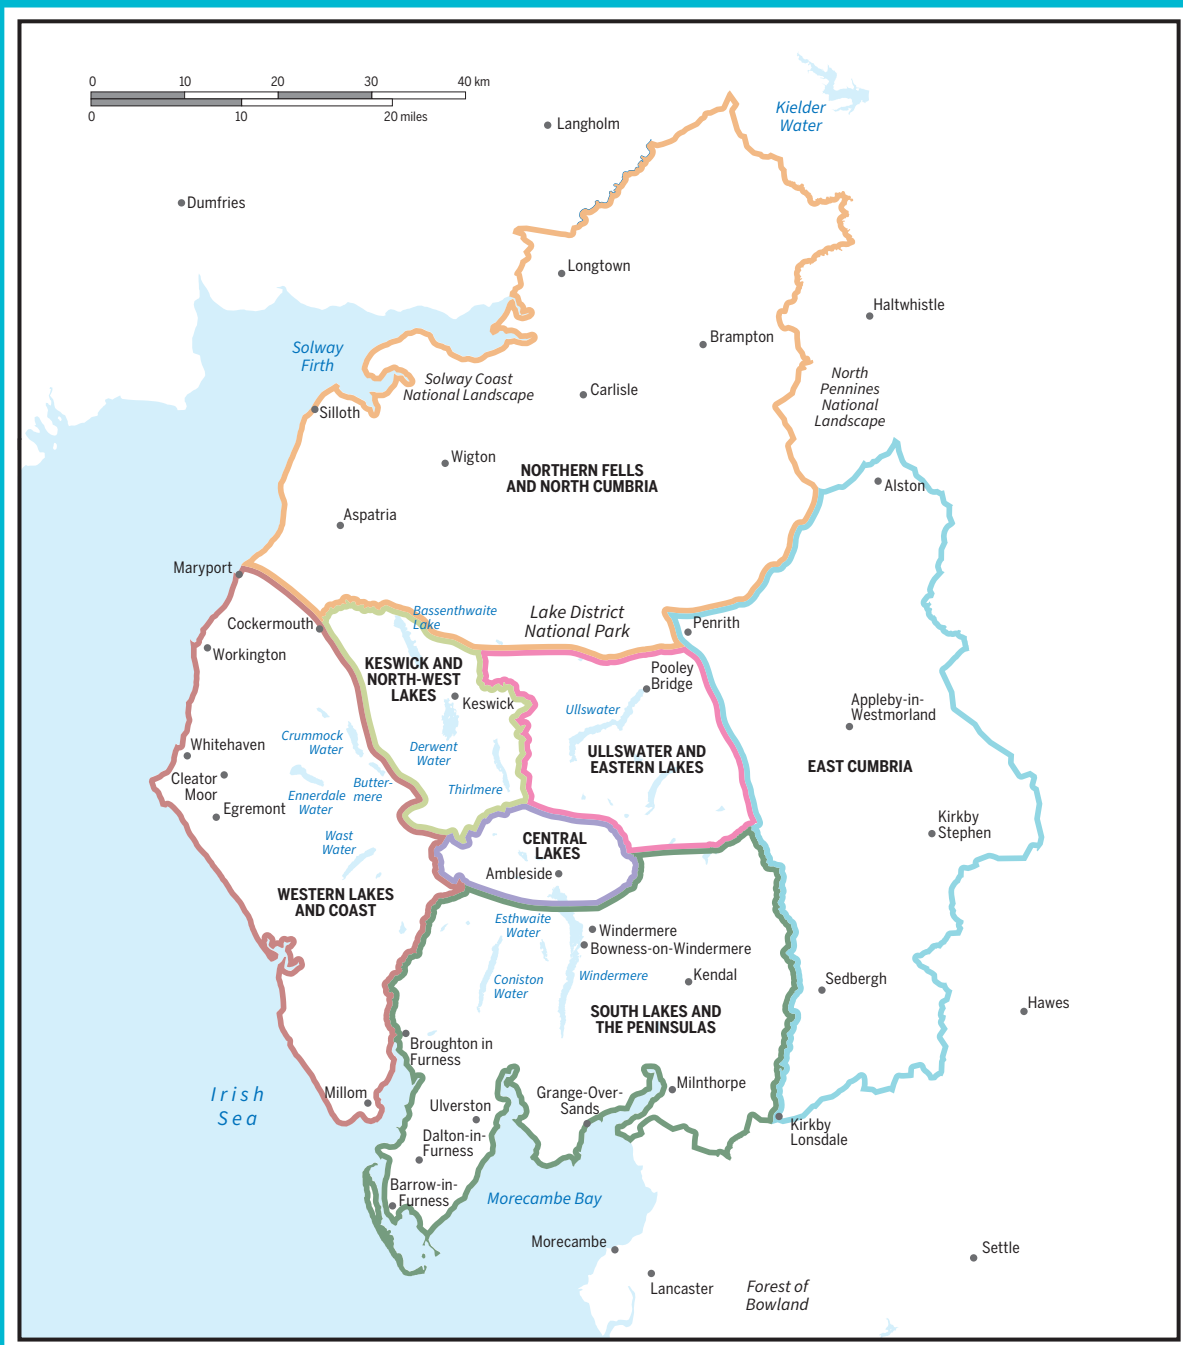 0 10 20 30 40 km
0 10 20 miles
Kielder
Water
Langholm
Dumfries
Longtown
Haltwhistle
Brampton
Solway
Firth
North
Pennines
National
Landscape
Solway Coast
National Landscape
Carlisle
Silloth
Wigton
NORTHERN FELLS
AND NORTH CUMBRIA
Alston
Aspatria
Maryport
Bassenthwaite
Lake
Lake District
National Park
Cockermouth
Penrith
Workington
KESWICK AND
NORTH-WEST
LAKES
Pooley
Bridge
Keswick
Ullswater
Appleby-in-
Westmorland
Crummock
Water
Whitehaven
Derwent
Water
ULLSWATER AND
EASTERN LAKES
EAST CUMBRIA
Cleator
Moor
Butter-
mere
Ennerdale
Water
Thirlmere
Egremont
Kirkby
Stephen
Wast
Water
CENTRAL
LAKES
Ambleside
WESTERN LAKES
AND COAST
Esthwaite
Water
Windermere
Bowness-on-Windermere
Windermere
Kendal
Coniston
Water
Sedbergh
Hawes
SOUTH LAKES AND
THE PENINSULAS
Broughton in
Furness
Irish
Sea
Millom
Grange-Over-
Sands
Milnthorpe
Ulverston
Kirkby
Lonsdale
Dalton-in-
Furness
Barrow-in-
Furness
Morecambe Bay
Morecambe
Settle
Lancaster
Forest of
Bowland